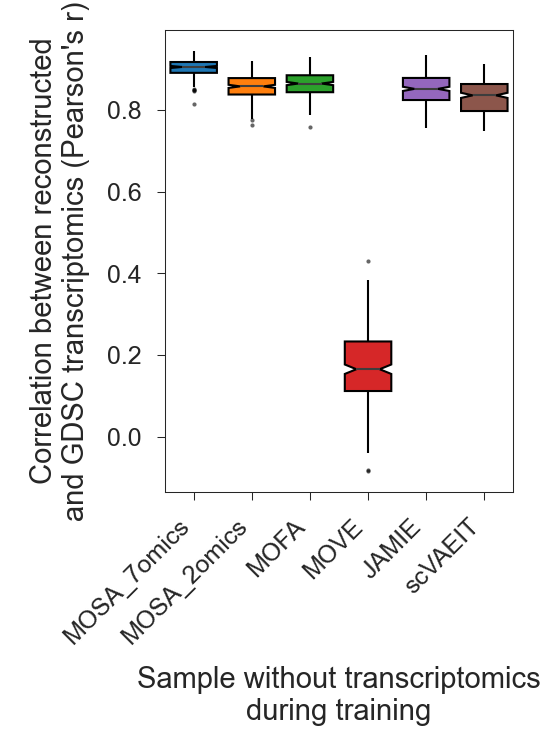 Correlation between reconstructed
and GDSC transcriptomics (Pearson's r)
0.8
0.6
0.4
0.2
0.0
MOSA_7omics
MOSA_2omics
MOFA
MOVE
JAMIE
scVAEIT
Sample without transcriptomics
during training